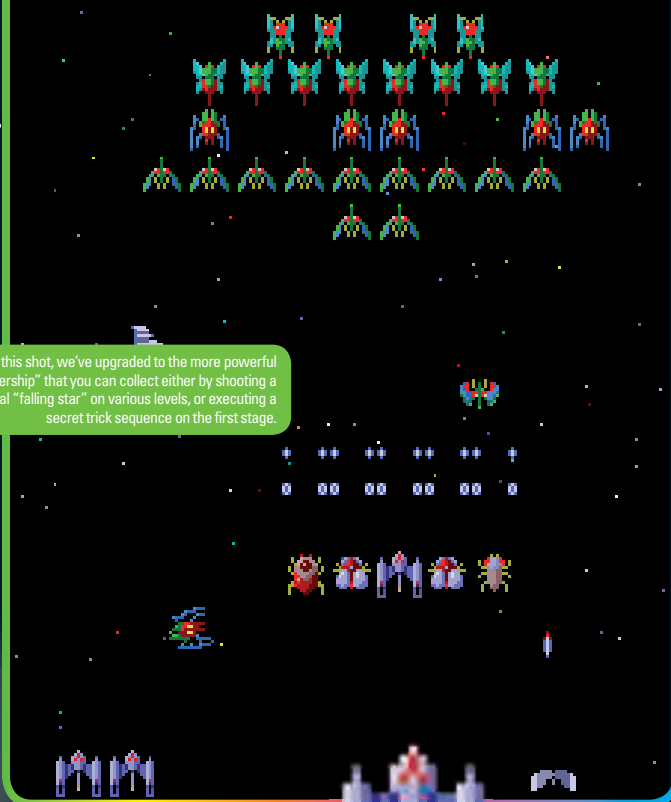 this shot, we've upgraded to the more powerful
ership" that you can collect either by shooting a
al "falling star" on various levels, or executing a
secret trick sequence on the first stage.